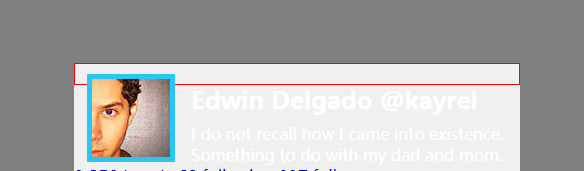 Edwin Delgado @kayrel
I do not recall how I came into existence.
Something to do with my dad and mom.